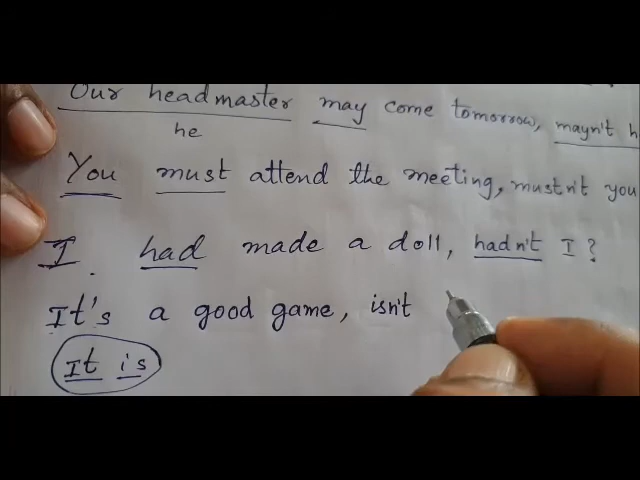 Our headmaster may come tomorrow, mayn't h
he
You must attend the meeting, mustn't you
I had made a doll, hadn't I?
It's a good game, isn't
It is